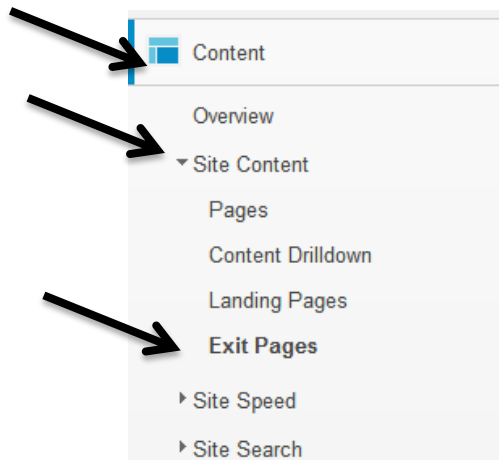 Content
Overview
Site Content
Pages
Content Drilldown
Landing Pages
Exit Pages
Site Speed
Site Search